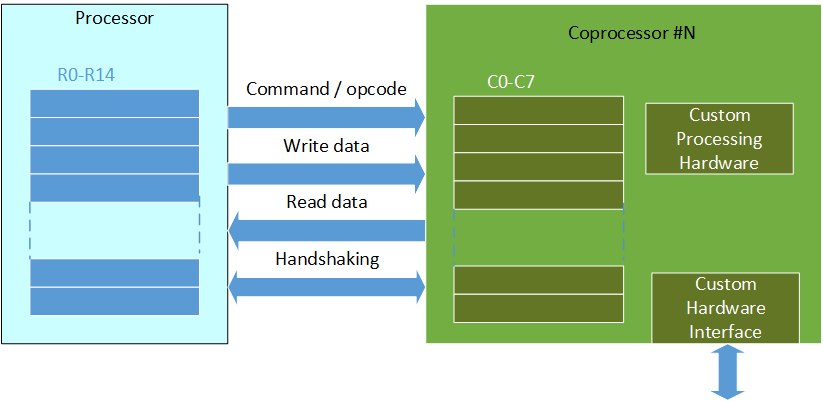 Processor
Coprocessor #N
R0-R14
C0-C7
Command / opcode
Write data
Read data
Handshaking
Custom
Processing
Hardware
Custom
Hardware
Interface